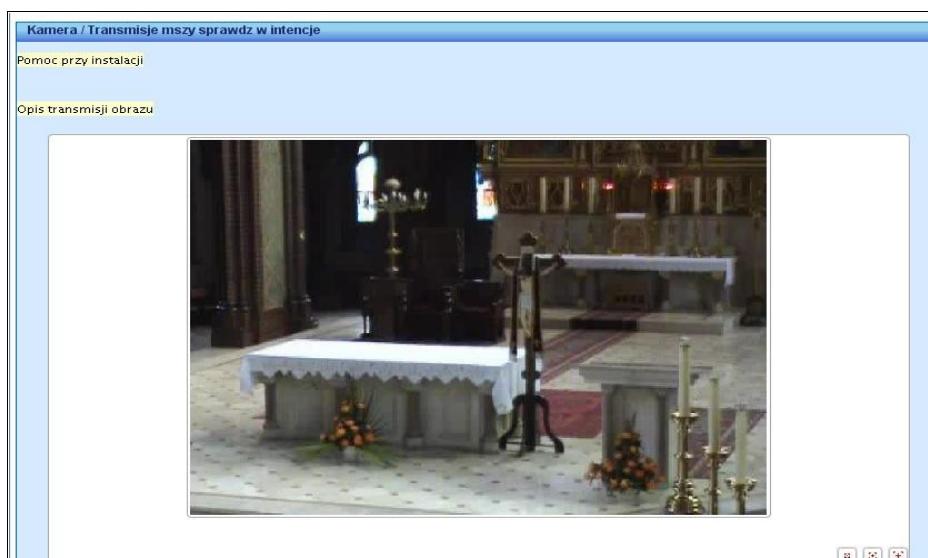 Kamera / Transmisje mszy sprawdz w intencje
Pomoc przy instalacji
Opis transmisji obrazu